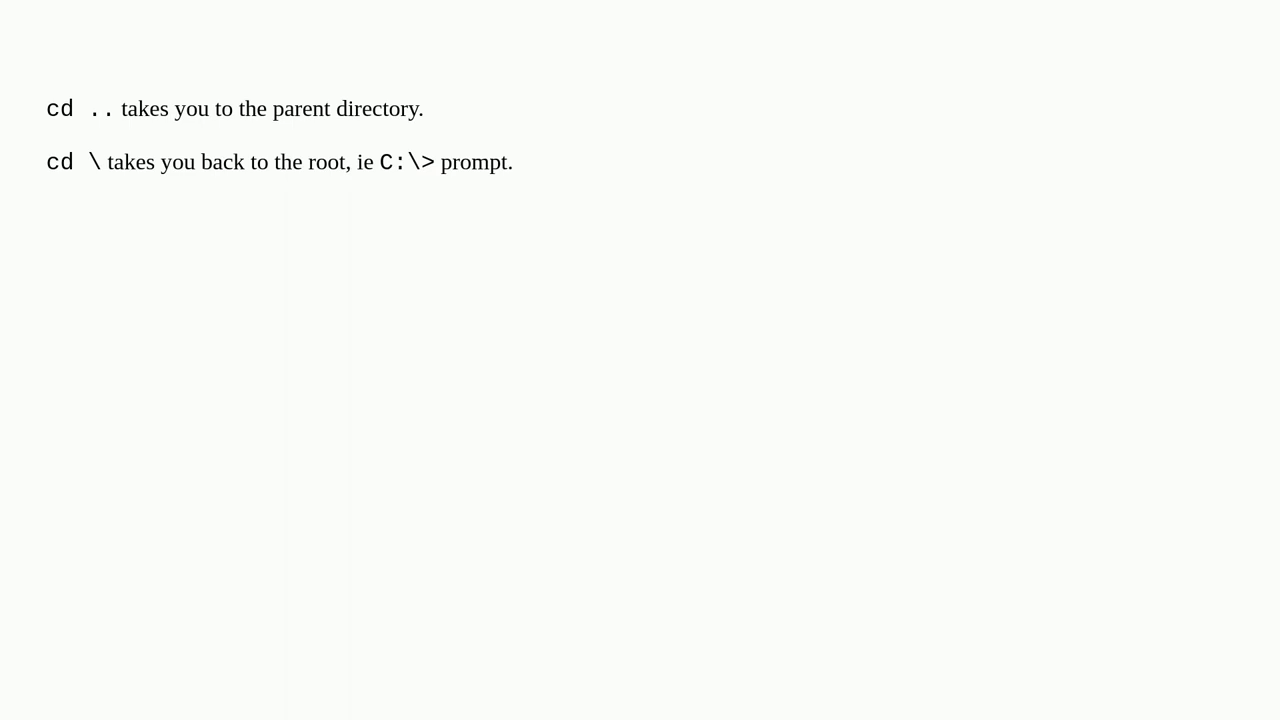 cd .. takes you to the parent directory.
cd \ takes you back to the root, ie C:\> prompt.